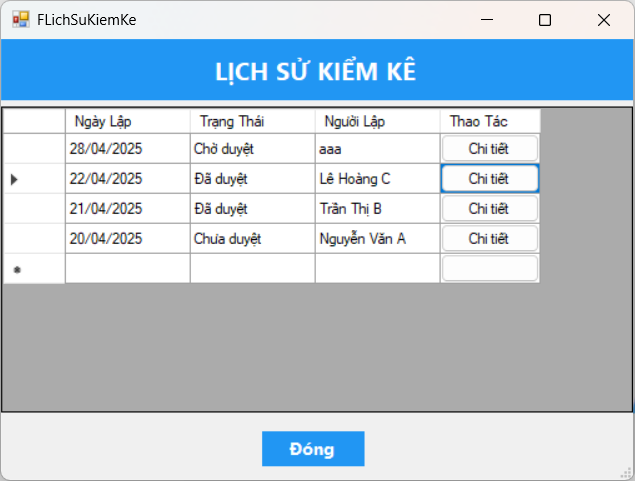 FLichSuKiemKe
LỊCH SỬ KIỂM KÊ
Ngày Lập Trạng Thái Người Lập Thao Tác
28/04/2025 Chờ duyệt aaa Chi tiết
22/04/2025 Đã duyệt Lê Hoàng C Chi tiết
21/04/2025 Đã duyệt Trần Thị B Chi tiết
20/04/2025 Chưa duyệt Nguyễn Văn A Chi tiết
Đóng